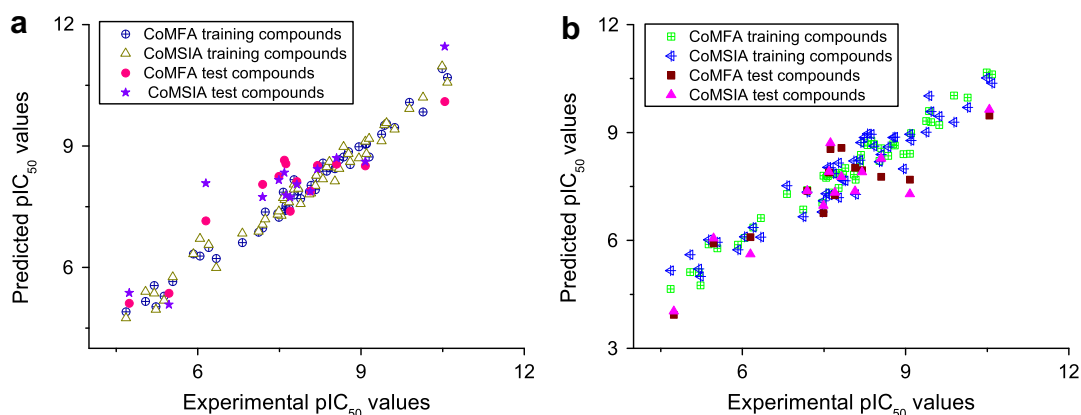 a
CoMFA training compounds
CoMSIA training compounds
CoMFA test compounds
CoMSIA test compounds
12
9
6
6
9
12
Predicted pIC50 values
Experimental pIC50 values
b
CoMFA training compounds
CoMSIA training compounds
CoMFA test compounds
CoMSIA test compounds
12
9
6
3
6
9
12
Predicted pIC50 values
Experimental pIC50 values